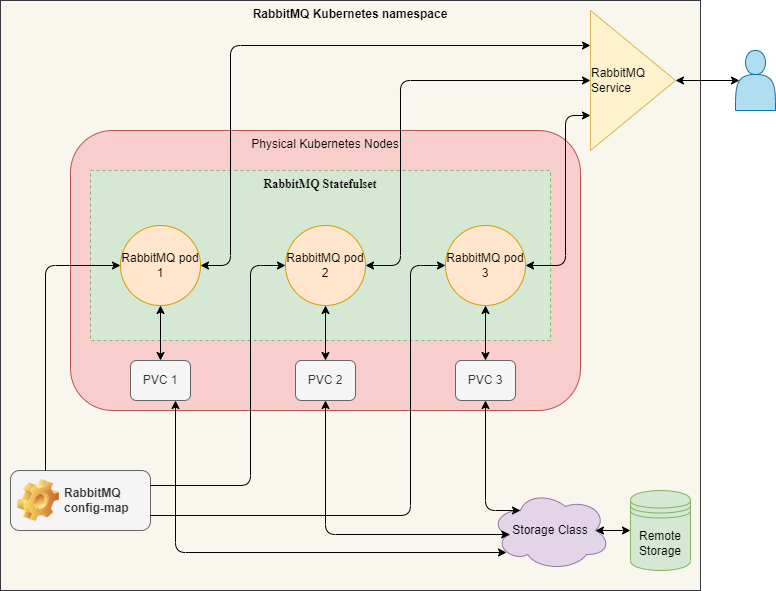 RabbitMQ Kubernetes namespace
RabbitMQ
Service
Physical Kubernetes Nodes
RabbitMQ Statefulset
RabbitMQ pod
1
RabbitMQ pod
2
RabbitMQ pod
3
PVC 1
PVC 2
PVC 3
RabbitMQ
config-map
Storage Class
Remote
Storage